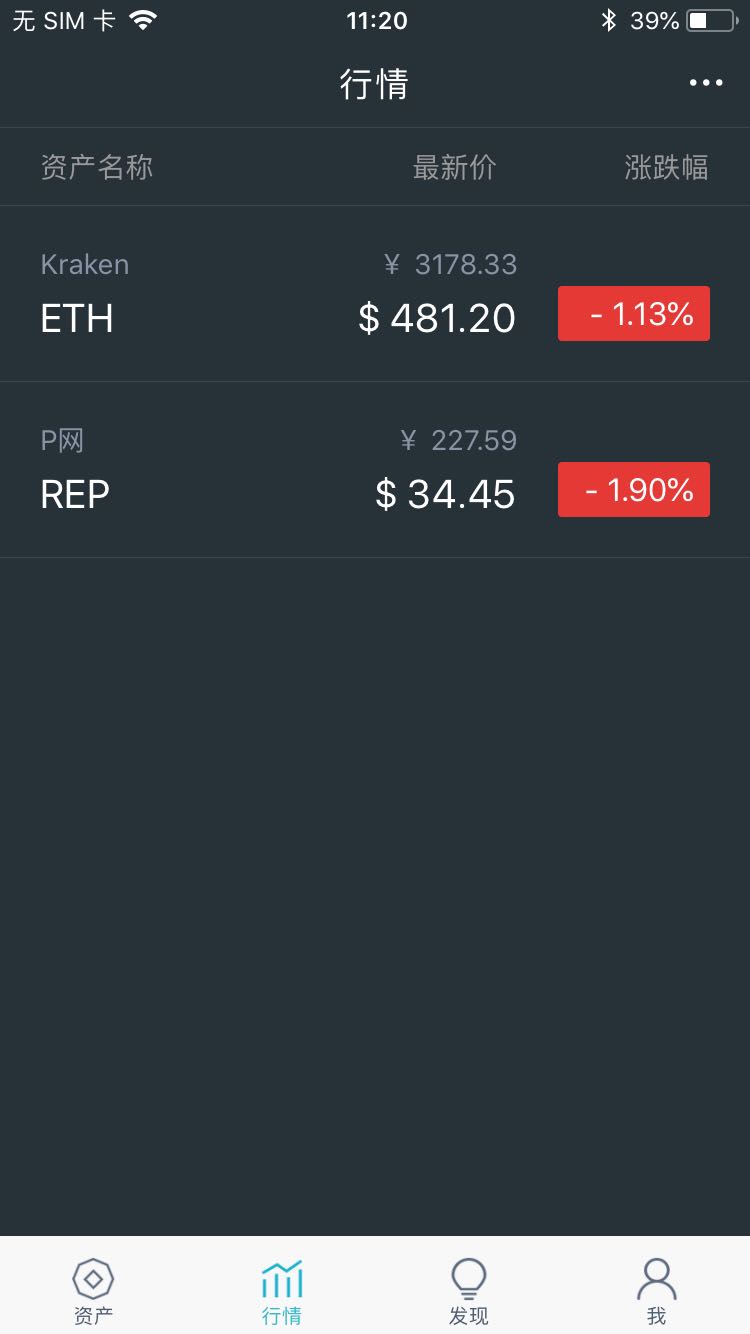 无 SIM 卡 11:20 39%
行情
资产名称 最新价 涨跌幅
Kraken ¥ 3178.33
ETH $ 481.20 - 1.13%
P网 ¥ 227.59
REP $ 34.45 - 1.90%
资产 行情 发现 我